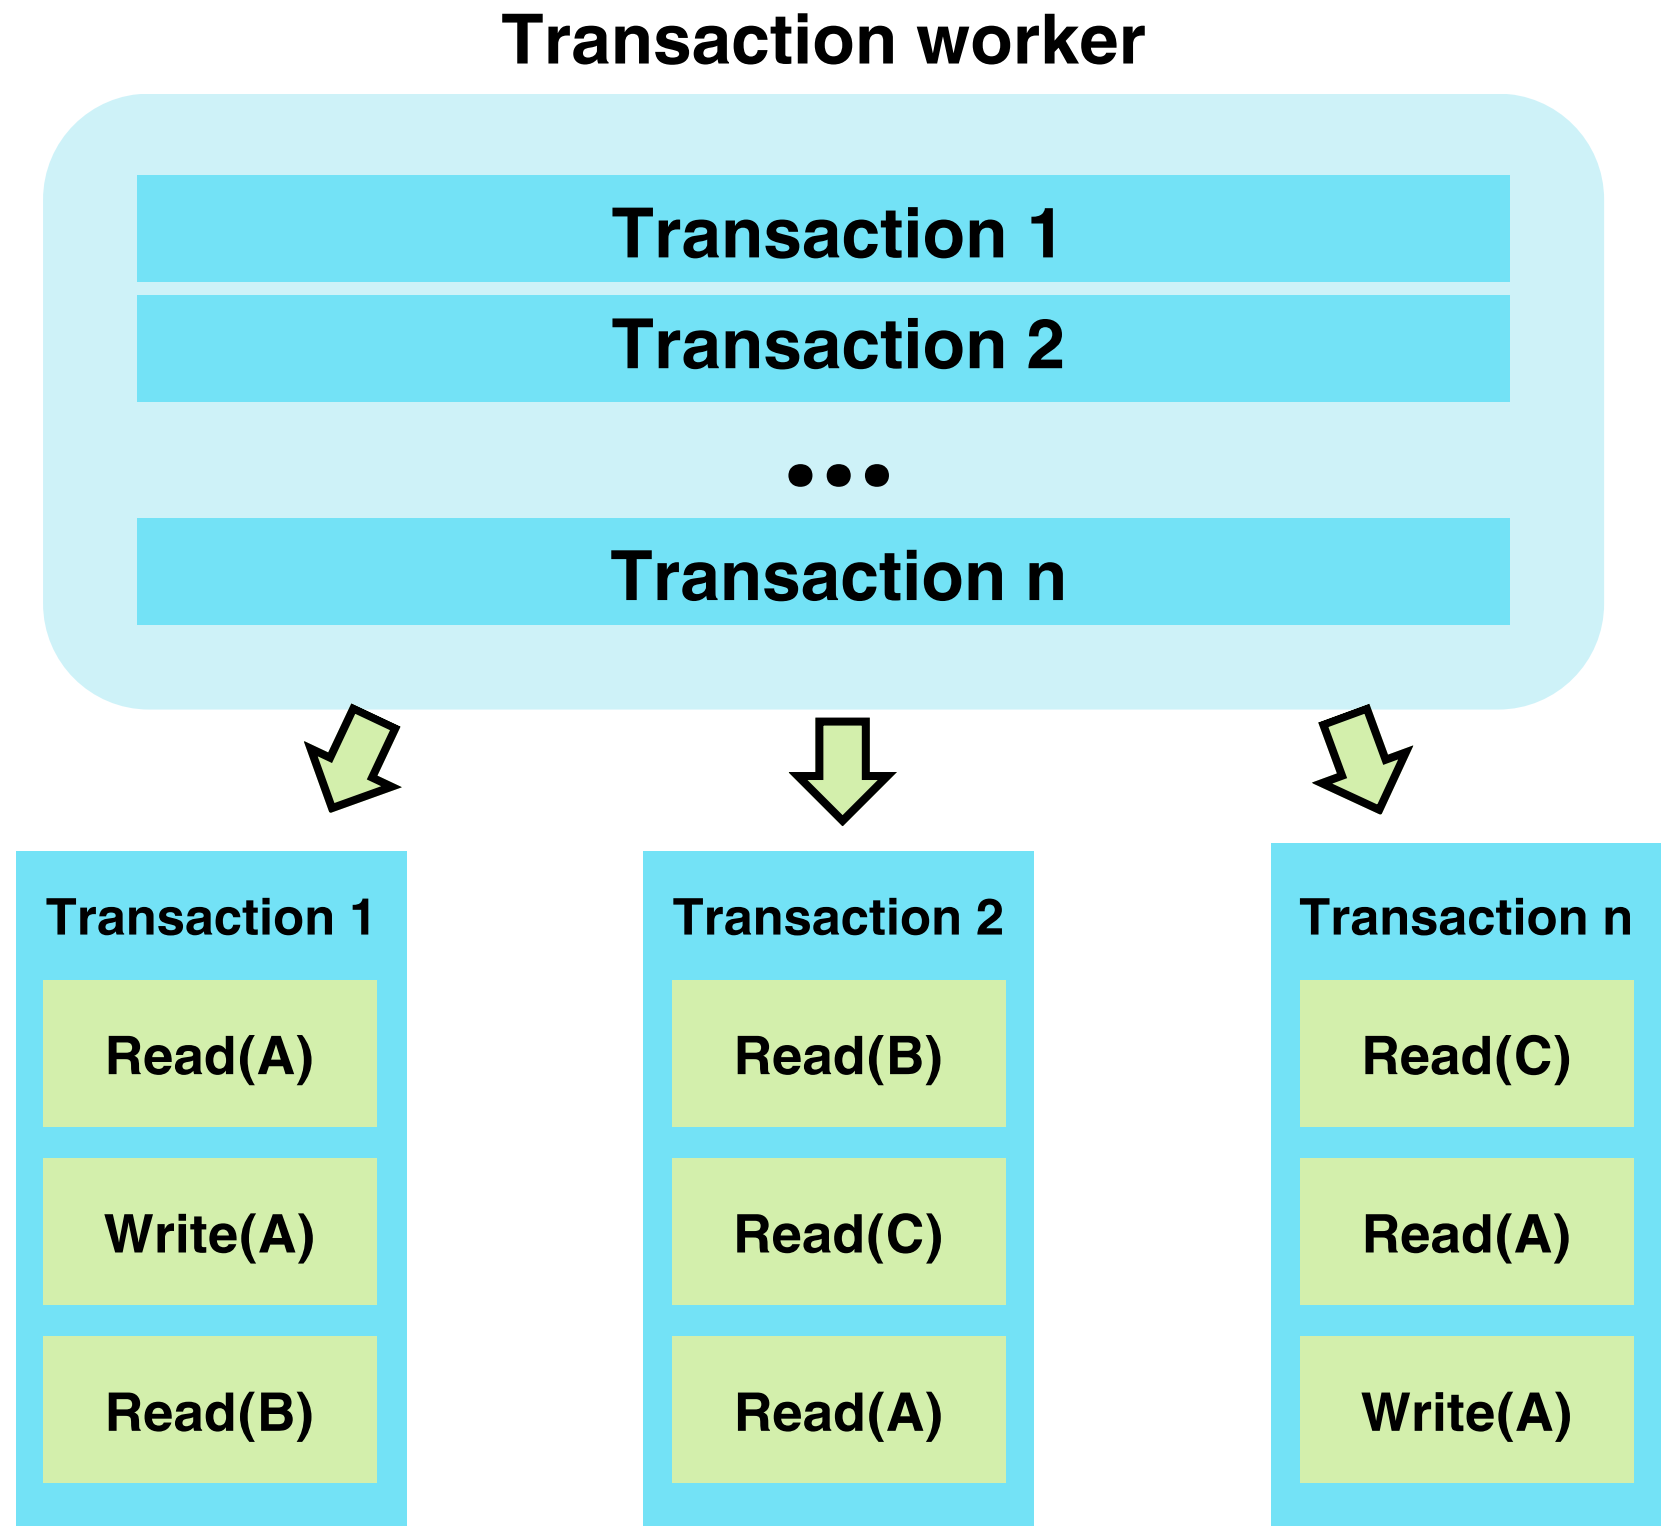 Transaction worker
Transaction 1
Transaction 2
...
Transaction n
Transaction 1
Read(A)
Write(A)
Read(B)
Transaction 2
Read(B)
Read(C)
Read(A)
Transaction n
Read(C)
Read(A)
Write(A)